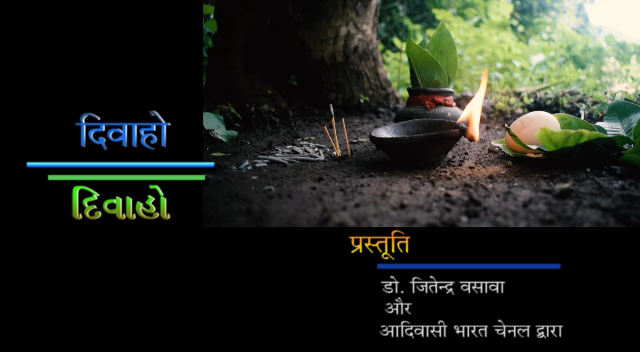 दिवाहो
દિવાહો
प्रस्तूति
डो. जितेन्द्र वसावा
और
आदिवासी भारत चेनल द्वारा